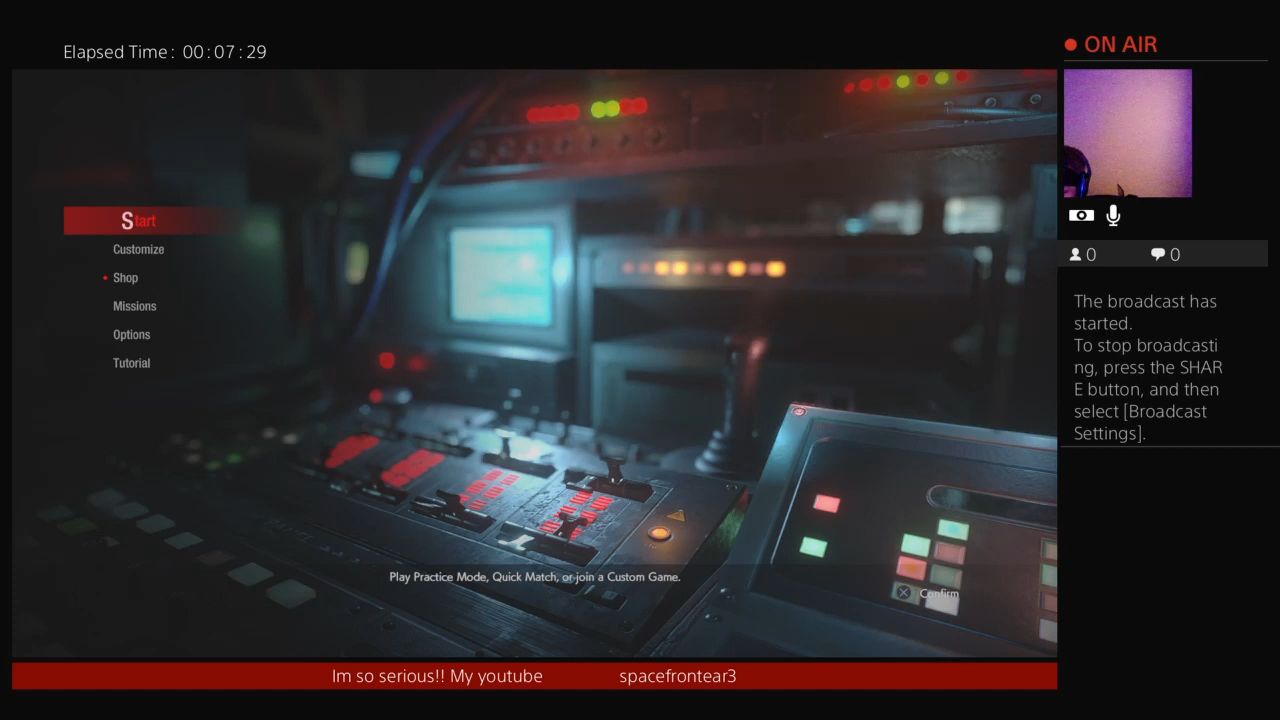 Elapsed Time: 00:07:29
ON AIR
Start
Customize
Shop
Missions
Options
Tutorial
0 0
The broadcast has
started.
To stop broadcasti
ng, press the SHAR
E button, and then
select [Broadcast
Settings].
Play Practice Mode, Quick Match, or join a Custom Game.
Confirm
Im so serious!! My youtube spacefrontear3